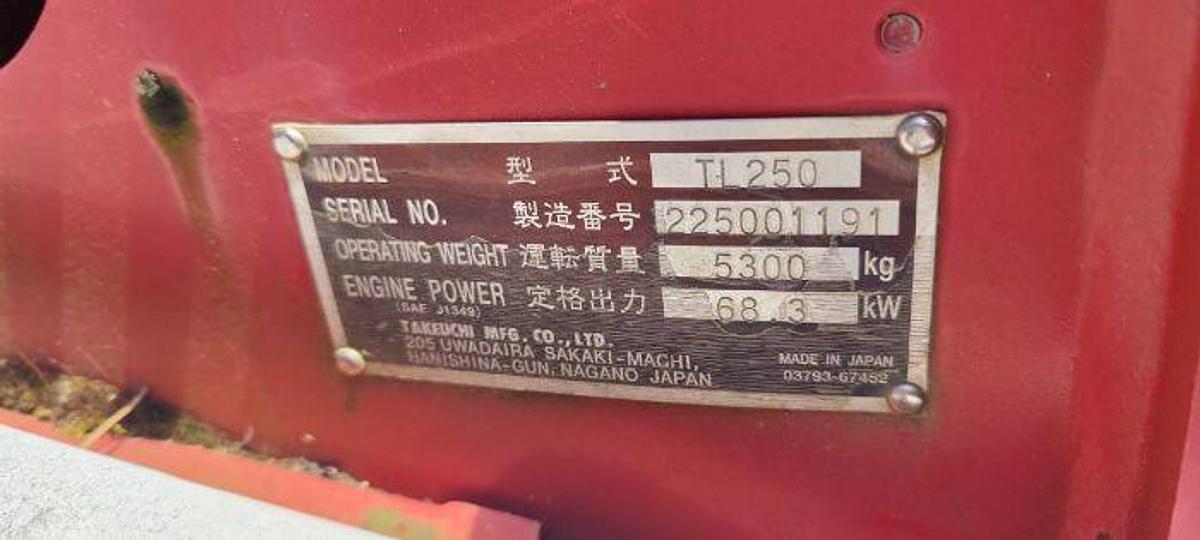 MODEL 型式 TL250
SERIAL NO. 製造番号 225001191
OPERATING WEIGHT 運転質量 5300 kg
ENGINE POWER 定格出力 68.3 kW
(SAE J1349)
TAKEUCHI MFG. CO., LTD.
205 UWADAIRA SAKAKI-MACHI,
HANISHINA-GUN, NAGANO JAPAN
MADE IN JAPAN
03793-67452